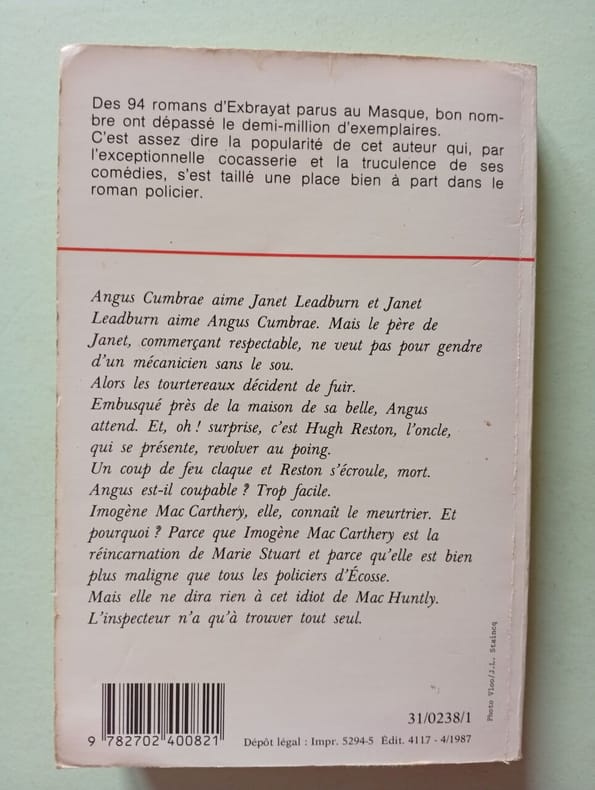 Des 94 romans d'Exbrayat parus au Masque, bon nom-
bre ont dépassé le demi-million d'exemplaires.
C'est assez dire la popularité de cet auteur qui, par
l'exceptionnelle cocasserie et la truculence de ses
comédies, s'est taillé une place bien à part dans le
roman policier.
Angus Cumbrae aime Janet Leadburn et Janet
Leadburn aime Angus Cumbrae. Mais le père de
Janet, commerçant respectable, ne veut pas pour gendre
d'un mécanicien sans le sou.
Alors les tourtereaux décident de fuir.
Embusqué près de la maison de sa belle, Angus
attend. Et, oh ! surprise, c'est Hugh Reston, l'oncle,
qui se présente, revolver au poing.
Un coup de feu claque et Reston s'écroule, mort.
Angus est-il coupable ? Trop facile.
Imogène Mac Carthery, elle, connaît le meurtrier. Et
pourquoi ? Parce que Imogène Mac Carthery est la
réincarnation de Marie Stuart et parce qu'elle est bien
plus maligne que tous les policiers d'Écosse.
Mais elle ne dira rien à cet idiot de Mac Huntly.
L'inspecteur n'a qu'à trouver tout seul.
Photo Vloo/J.L. Staincq
31/0238/1
9 782702 400821
Dépôt légal : Impr. 5294-5 Édit. 4117 - 4/1987